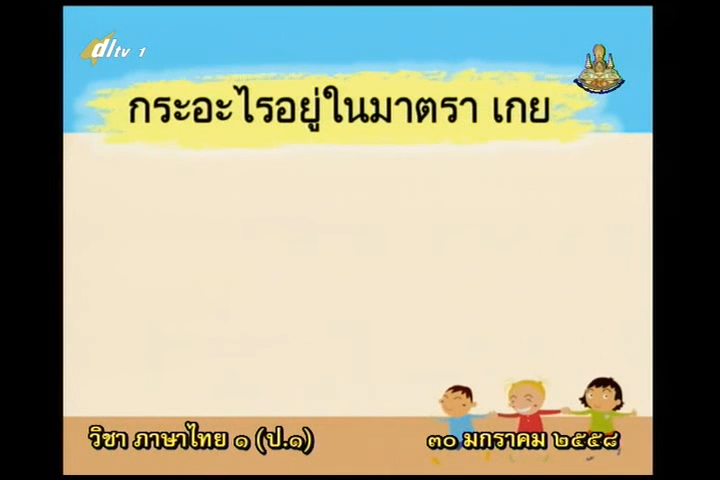 dltv 1
กระอะไรอยู่ในมาตรา เกย
วิชา ภาษาไทย ๑ (ป.๑)
๓๐ มกราคม ๒๕๕๘